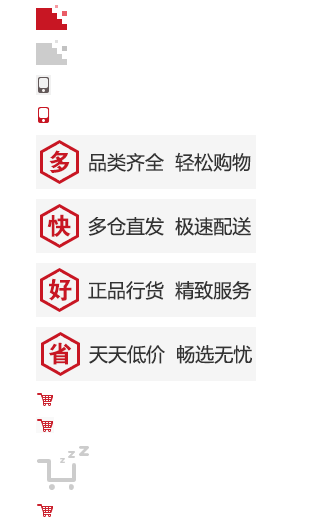 多 品类齐全 轻松购物
快 多仓直发 极速配送
好 正品行货 精致服务
省 天天低价 畅选无忧
z z z